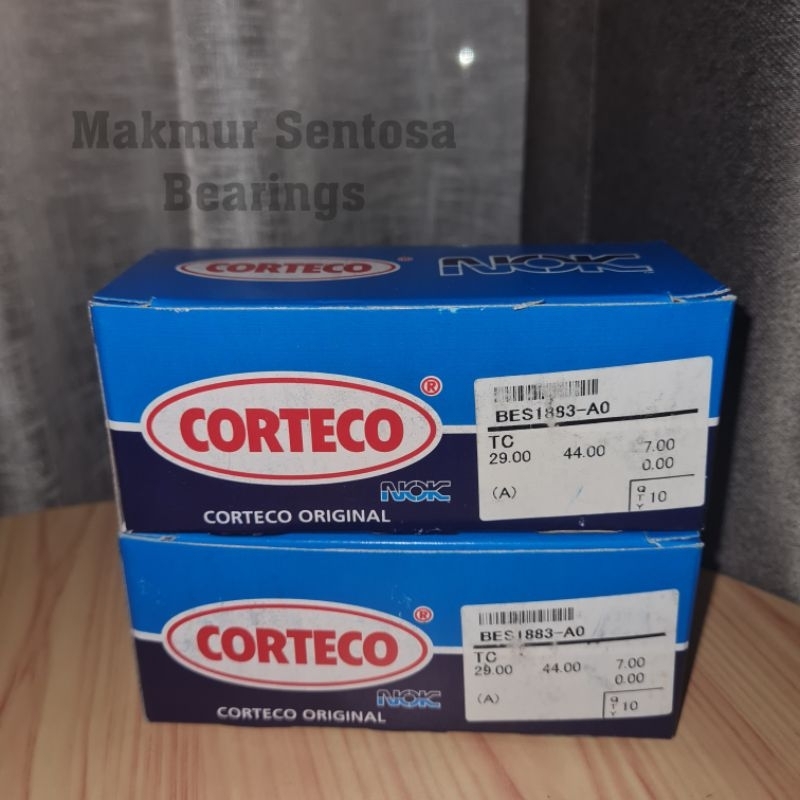 Makmur Sentosa
Bearings
CORTECO ® NOK
CORTECO ®
NOK
CORTECO ORIGINAL
BES1883-A0
TC
29.00 44.00 7.00
0.00
(A) QTY 10
CORTECO ®
NOK
CORTECO ORIGINAL
BES1883-A0
TC
29.00 44.00 7.00
0.00
(A) QTY 10